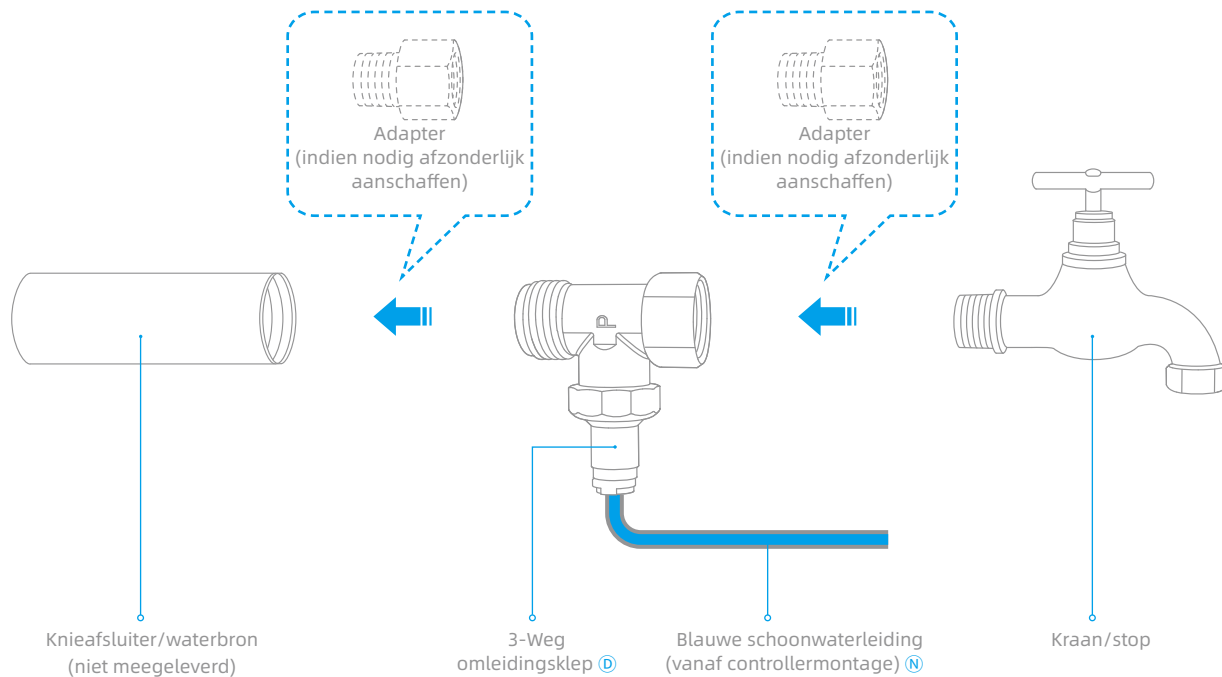 Adapter
(indien nodig afzonderlijk
aanschaffen)
Adapter
(indien nodig afzonderlijk
aanschaffen)
P
Knieafsluiter/waterbron
(niet meegeleverd)
3-Weg
omleidingsklep Ⓓ
Blauwe schoonwaterleiding
(vanaf controllermontage) Ⓝ
Kraan/stop